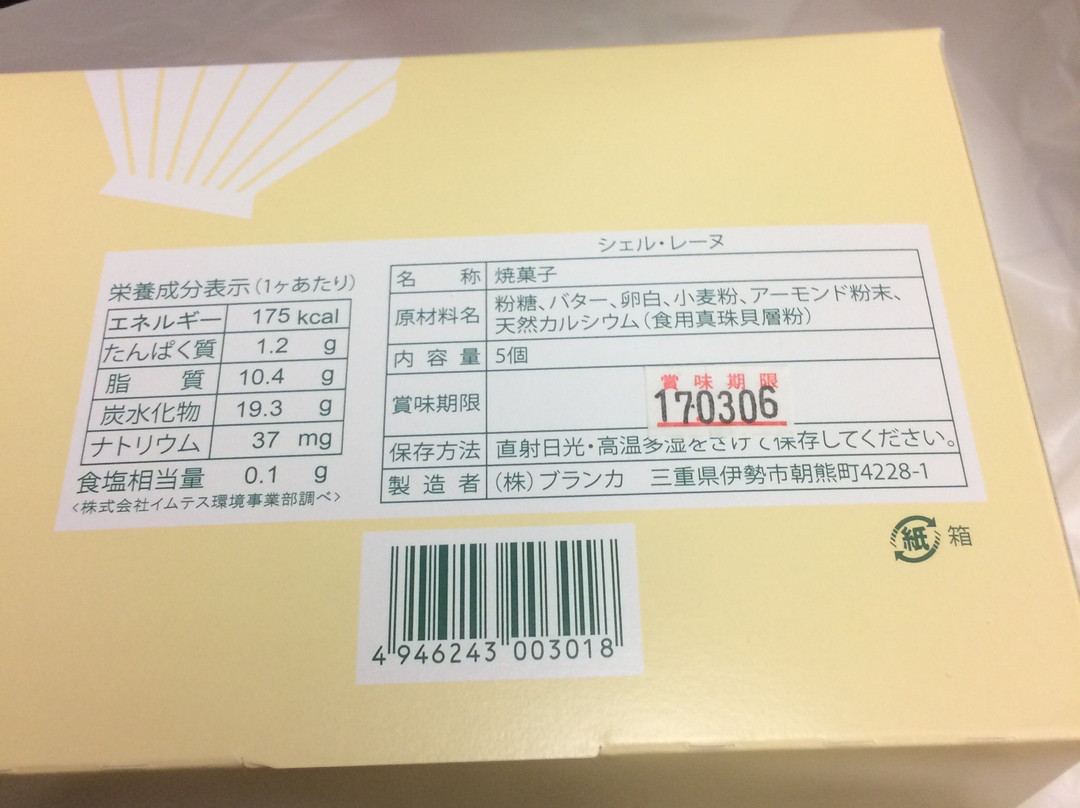 シェル・レーヌ
栄養成分表示(1ヶあたり)
エネルギー 175 kcal
たんぱく質 1.2 g
脂質 10.4 g
炭水化物 19.3 g
ナトリウム 37 mg
食塩相当量 0.1 g
<株式会社イムテス環境事業部調べ>
名称 焼菓子
原材料名 粉糖、バター、卵白、小麦粉、アーモンド粉末、
天然カルシウム(食用真珠貝層粉)
内容量 5個
賞味期限
賞味期限
170306
保存方法 直射日光・高温多湿をさけて保存してください。
製造者 (株)ブランカ 三重県伊勢市朝熊町4228-1
紙 箱
4 946243 003018